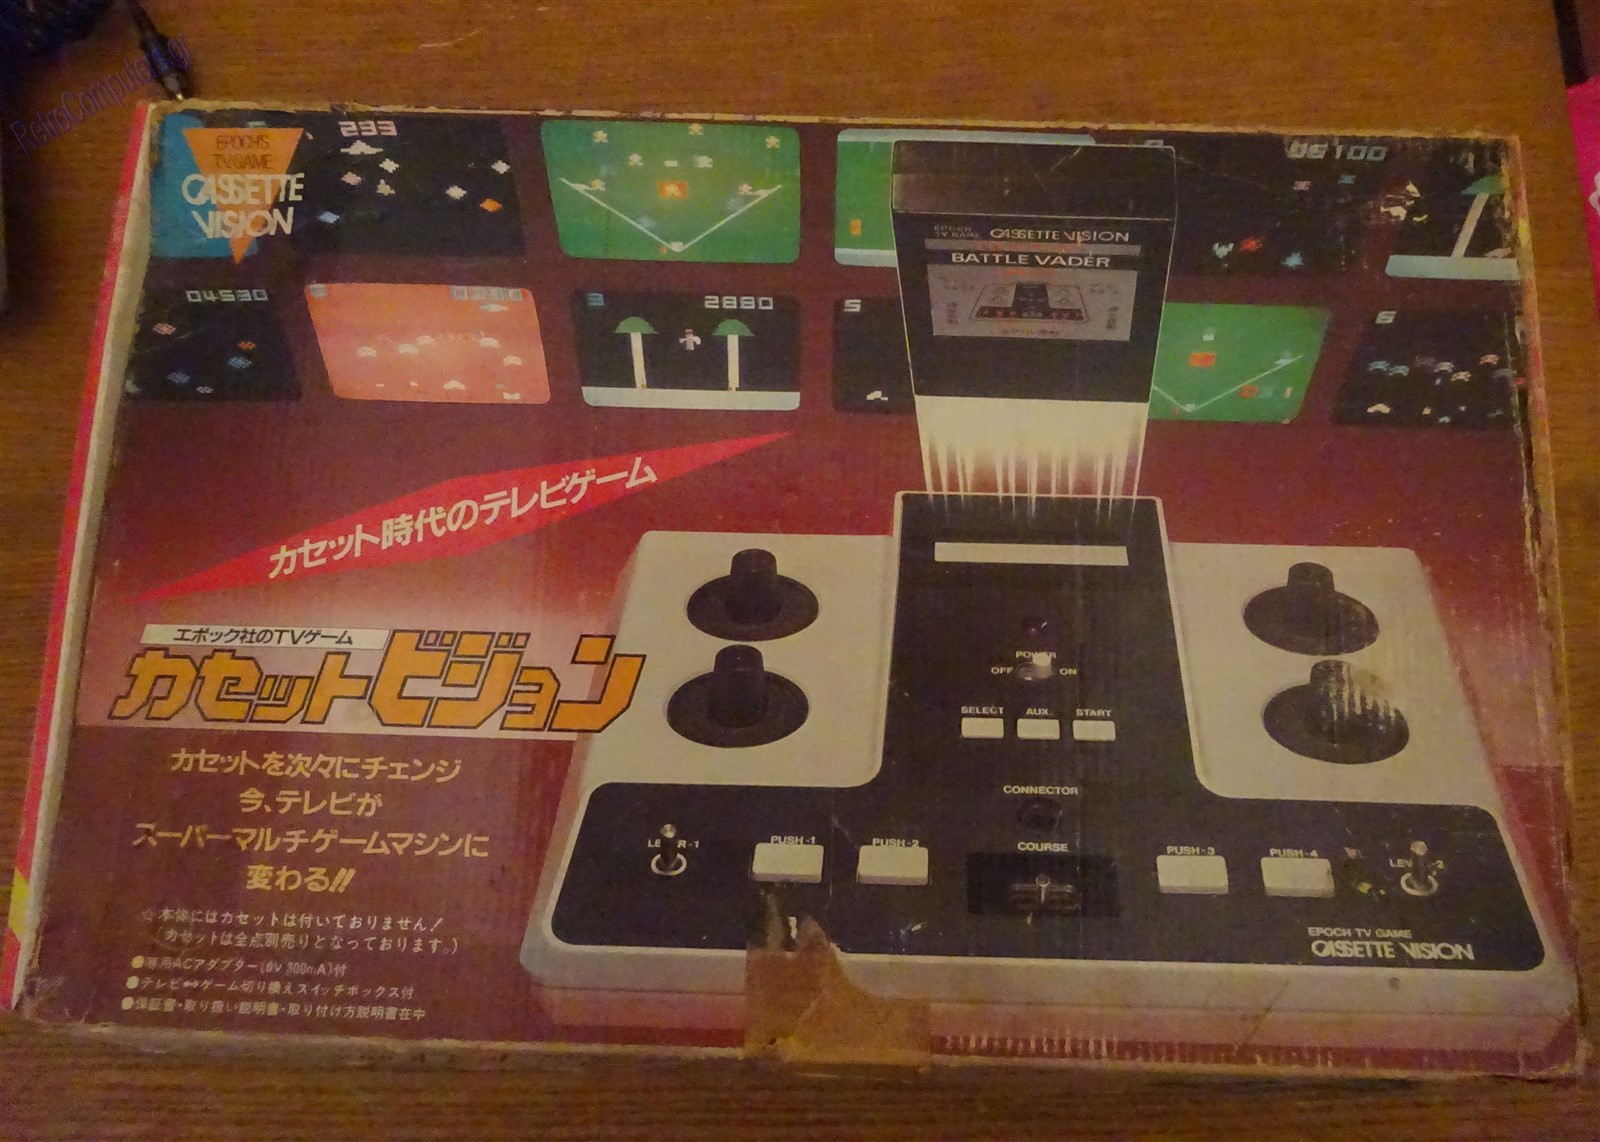 RetroComputers.gr
EPOCH'S
TV GAME
CASSETTE
VISION
233
05100
EPOCH
TV GAME CASSETTE VISION
BATTLE VADER
04530
3 2880
5
6
カセット時代のテレビゲーム
エポック社のTVゲーム
カセットビジョン
カセットを次々にチェンジ
今、テレビが
スーパーマルチゲームマシンに
変わる!!
☆本体にはカセットは付いておりません!
(カセットは全点別売りとなっております。)
●専用ACアダプター(6V 300mA)付
●テレビ↔ゲーム切り換えスイッチボックス付
●保証書・取り扱い説明書・取り付け方説明書在中
POWER
OFF ON
SELECT AUX. START
CONNECTOR
COURSE
PUSH-1 PUSH-2 PUSH-3 PUSH-4
EPOCH TV GAME
CASSETTE VISION